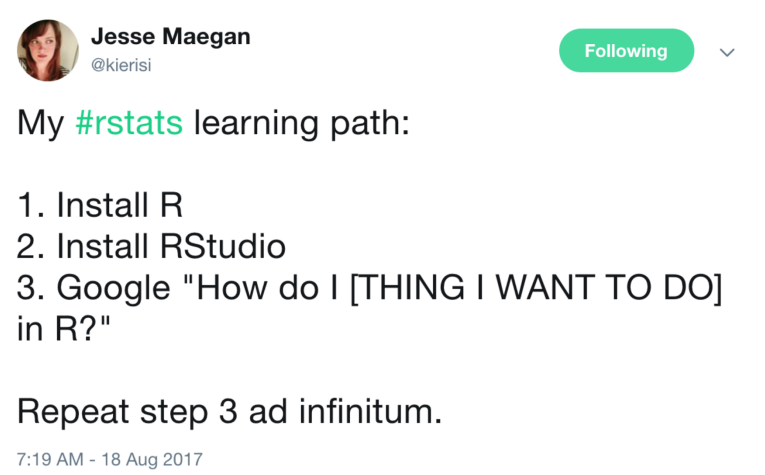 Jesse Maegan
@kierisi
Following
My #rstats learning path:
1. Install R
2. Install RStudio
3. Google "How do I [THING I WANT TO DO]
in R?"
Repeat step 3 ad infinitum.
7:19 AM - 18 Aug 2017